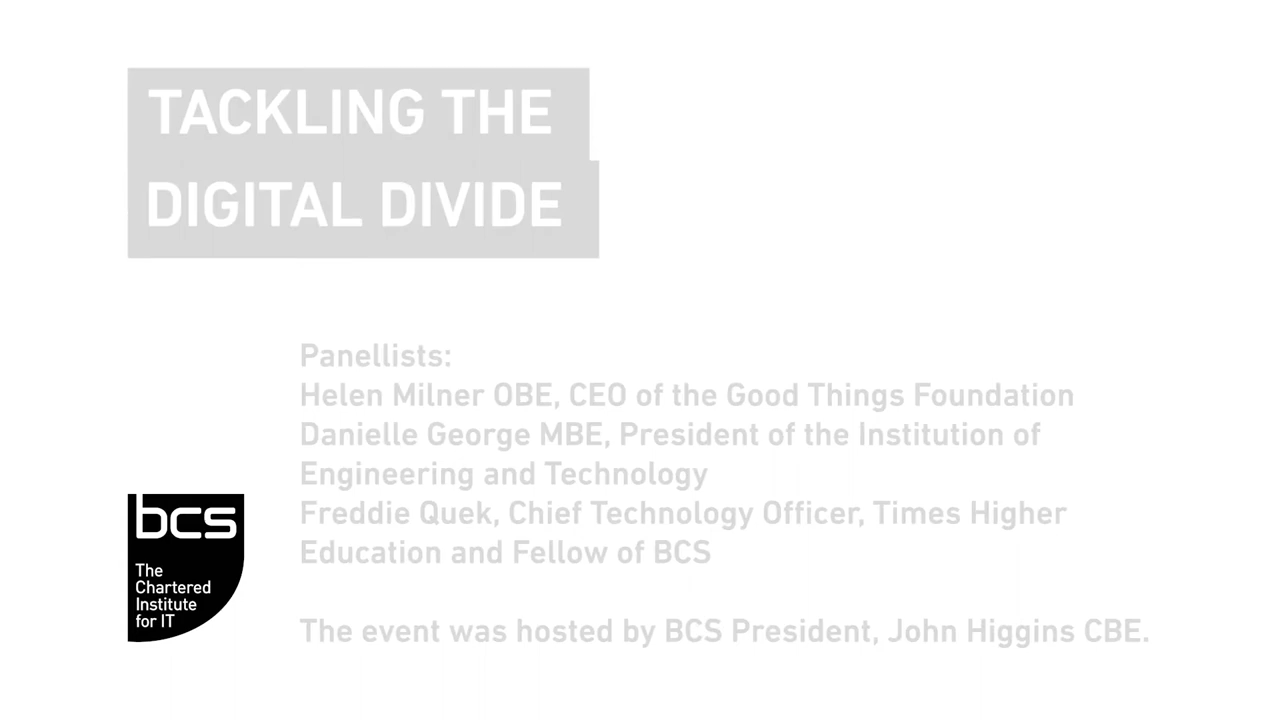 TACKLING THE
DIGITAL DIVIDE
Panellists:
Helen Milner OBE, CEO of the Good Things Foundation
Danielle George MBE, President of the Institution of
Engineering and Technology
Freddie Quek, Chief Technology Officer, Times Higher
Education and Fellow of BCS
The event was hosted by BCS President, John Higgins CBE.
bcs
The
Chartered
Institute
for IT